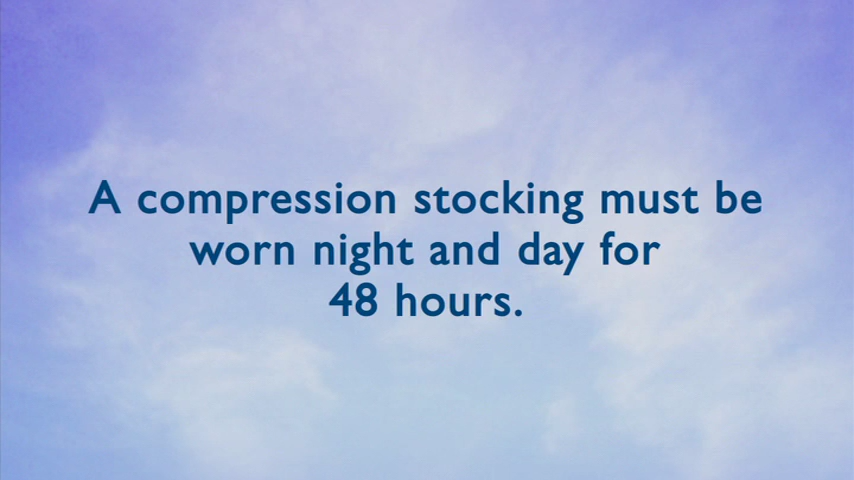 A compression stocking must be
worn night and day for
48 hours.